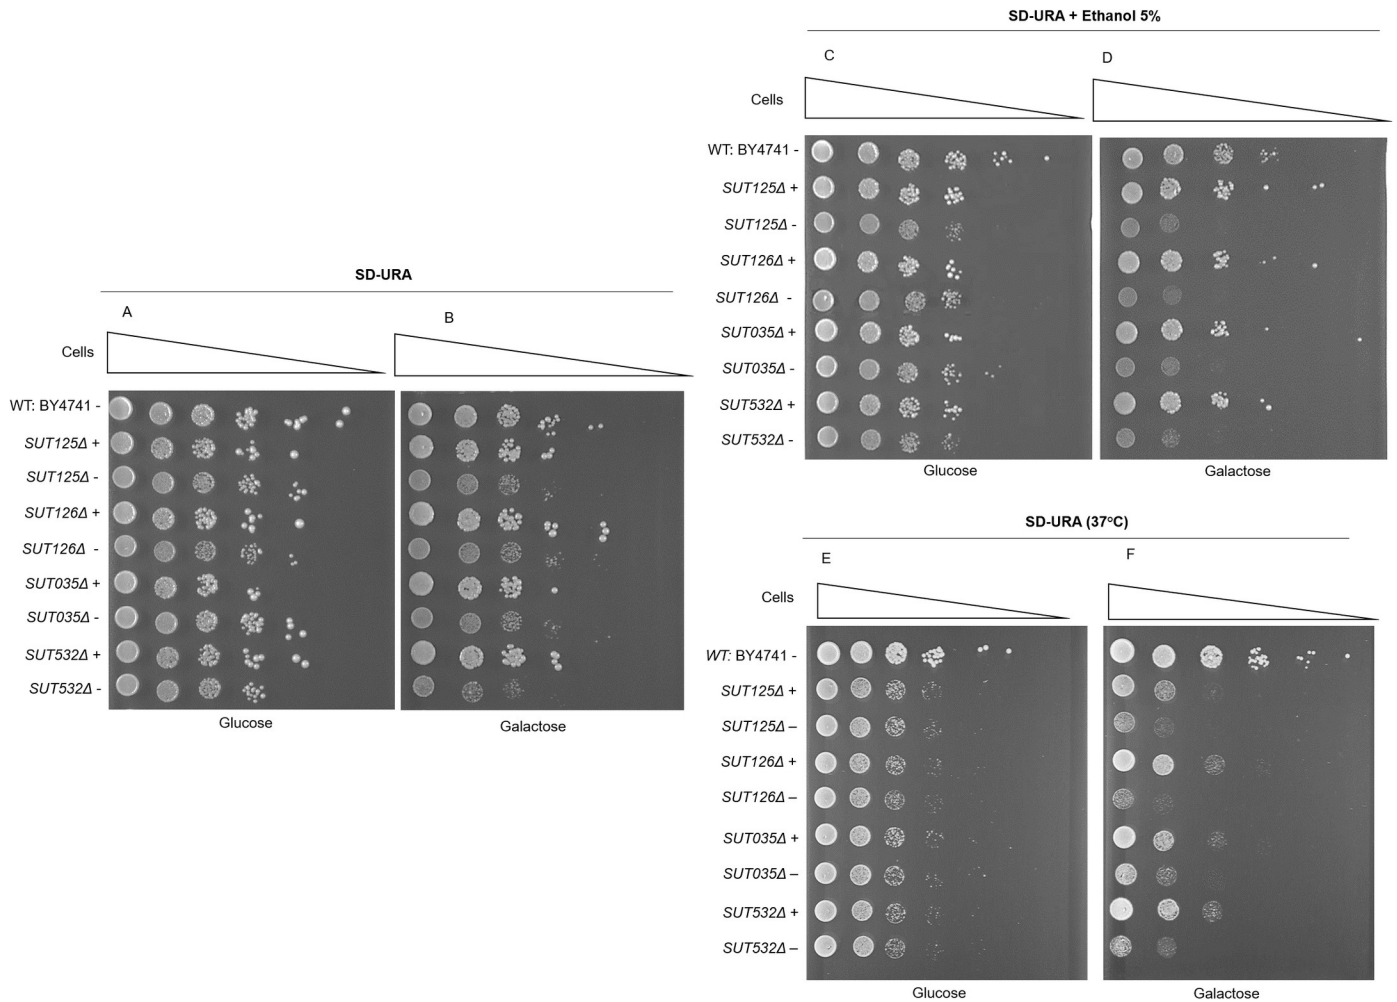 SD-URA + Ethanol 5%
C
D
Cells
WT: BY4741 -
SUT125Δ +
SUT125Δ -
SUT126Δ +
SUT126Δ -
SUT035Δ +
SUT035Δ -
SUT532Δ +
SUT532Δ -
Glucose
Galactose
SD-URA
A
B
Cells
WT: BY4741 -
SUT125Δ +
SUT125Δ -
SUT126Δ +
SUT126Δ -
SUT035Δ +
SUT035Δ -
SUT532Δ +
SUT532Δ -
Glucose
Galactose
SD-URA (37°C)
E
F
Cells
WT: BY4741 -
SUT125Δ +
SUT125Δ –
SUT126Δ +
SUT126Δ –
SUT035Δ +
SUT035Δ –
SUT532Δ +
SUT532Δ –
Glucose
Galactose